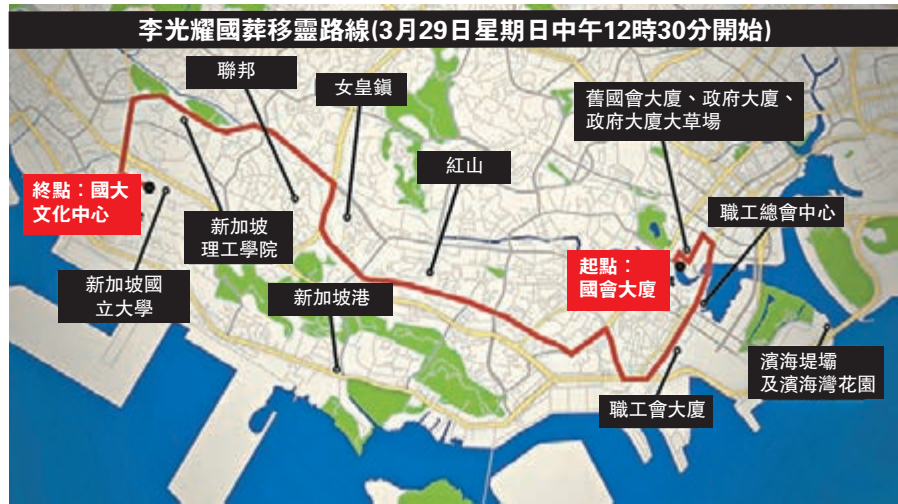 李光耀國葬移靈路線(3月29日星期日中午12時30分開始)
聯邦
女皇鎮
舊國會大廈、政府大廈、
政府大廈大草場
紅山
終點：國大
文化中心
職工總會中心
新加坡
理工學院
起點：
國會大廈
新加坡國
立大學
新加坡港
濱海堤壩
及濱海灣花園
職工會大廈